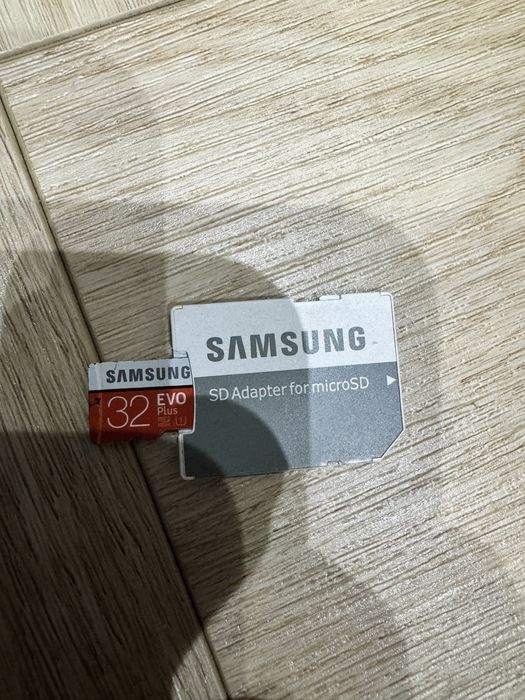 SAMSUNG
SD Adapter for microSD
SAMSUNG
32 EVO
Plus